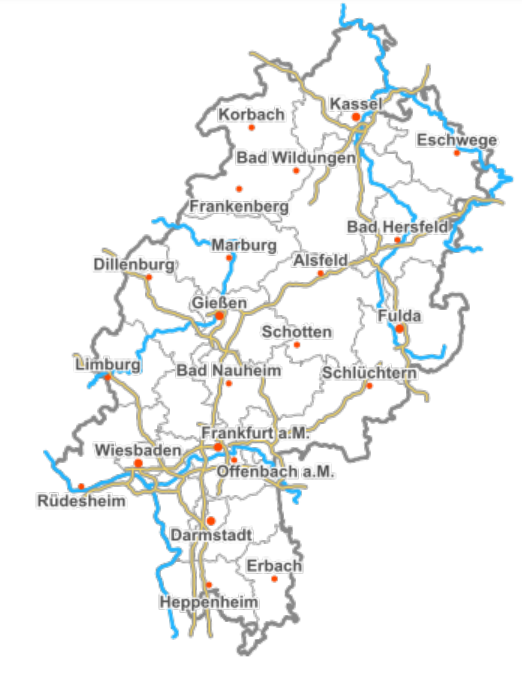 Kassel
Korbach
Eschwege
Bad Wildungen
Frankenberg
Bad Hersfeld
Marburg
Alsfeld
Dillenburg
Gießen
Fulda
Schotten
Limburg
Bad Nauheim
Schlüchtern
Frankfurt a.M.
Wiesbaden
Offenbach a.M.
Rüdesheim
Darmstadt
Erbach
Heppenheim